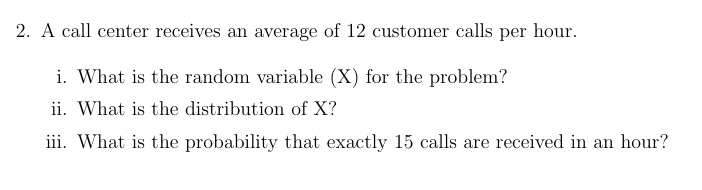 2. A call center receives an average of 12 customer calls per hour.
i. What is the random variable (X) for the problem?
ii. What is the distribution of X?
iii. What is the probability that exactly 15 calls are received in an hour?